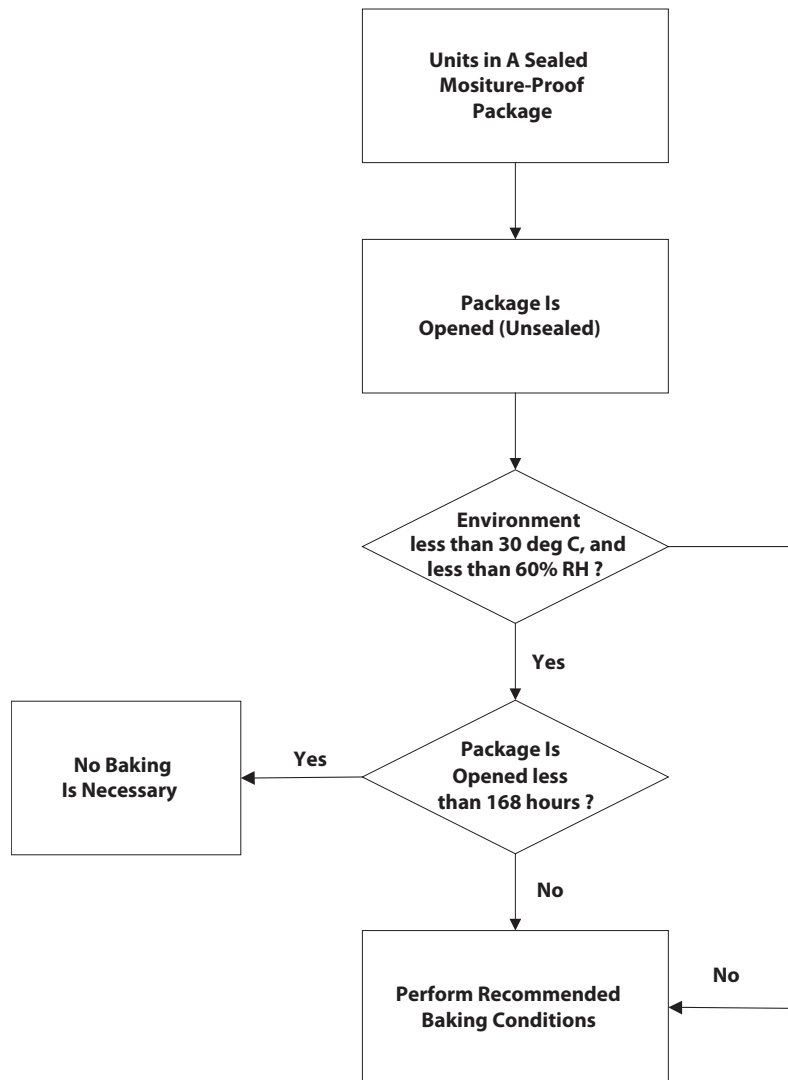 Units in A Sealed
Mositure-Proof
Package
Package Is
Opened (Unsealed)
Environment
less than 30 deg C, and
less than 60% RH ?
Yes
Package Is
Opened less
than 168 hours ?
Yes
No Baking
Is Necessary
No
Perform Recommended
Baking Conditions
No